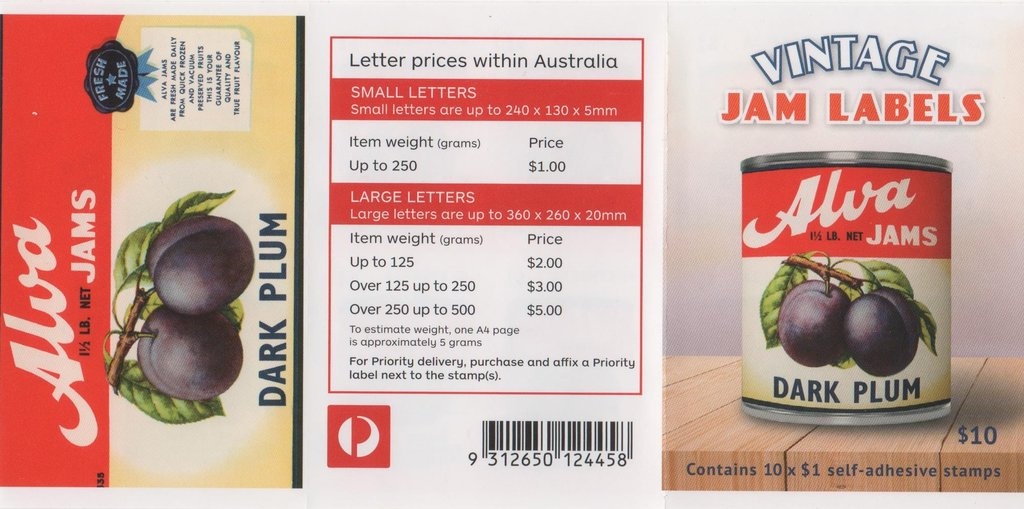 FRESH
MADE
ALVA JAMS
ARE FRESH MADE DAILY
FROM QUICK FROZEN
AND VACUUM
PRESERVED FRUITS
THIS IS YOUR
GUARANTEE OF
QUALITY AND
TRUE FRUIT FLAVOUR
Alva
1½ LB. NET JAMS
DARK PLUM
Letter prices within Australia
SMALL LETTERS
Small letters are up to 240 x 130 x 5mm
Item weight (grams) Price
Up to 250 $1.00
LARGE LETTERS
Large letters are up to 360 x 260 x 20mm
Item weight (grams) Price
Up to 125 $2.00
Over 125 up to 250 $3.00
Over 250 up to 500 $5.00
To estimate weight, one A4 page
is approximately 5 grams
For Priority delivery, purchase and affix a Priority
label next to the stamp(s).
9 312650 124458
VINTAGE
JAM LABELS
Alva
1½ LB. NET JAMS
DARK PLUM
$10
Contains 10 x $1 self-adhesive stamps